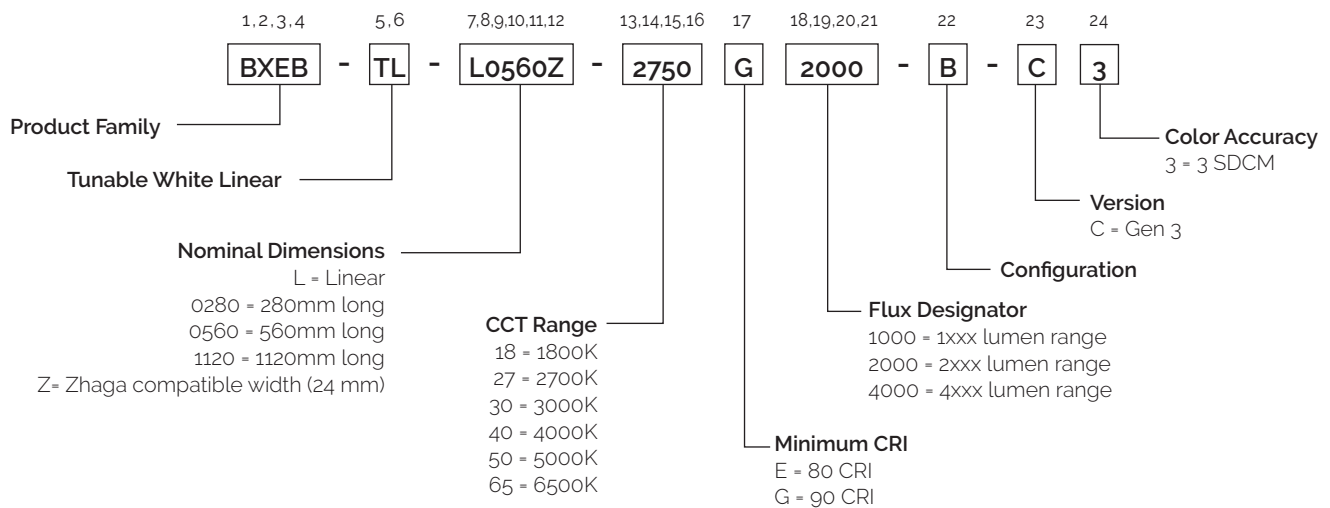 1,2,3,4 5,6 7,8,9,10,11,12 13,14,15,16 17 18,19,20,21 22 23 24
BXEB - TL - L0560Z - 2750 G 2000 - B - C 3
Product Family
Tunable White Linear
Nominal Dimensions
L = Linear
0280 = 280mm long
0560 = 560mm long
1120 = 1120mm long
Z= Zhaga compatible width (24 mm)
CCT Range
18 = 1800K
27 = 2700K
30 = 3000K
40 = 4000K
50 = 5000K
65 = 6500K
Minimum CRI
E = 80 CRI
G = 90 CRI
Flux Designator
1000 = 1xxx lumen range
2000 = 2xxx lumen range
4000 = 4xxx lumen range
Configuration
Version
C = Gen 3
Color Accuracy
3 = 3 SDCM